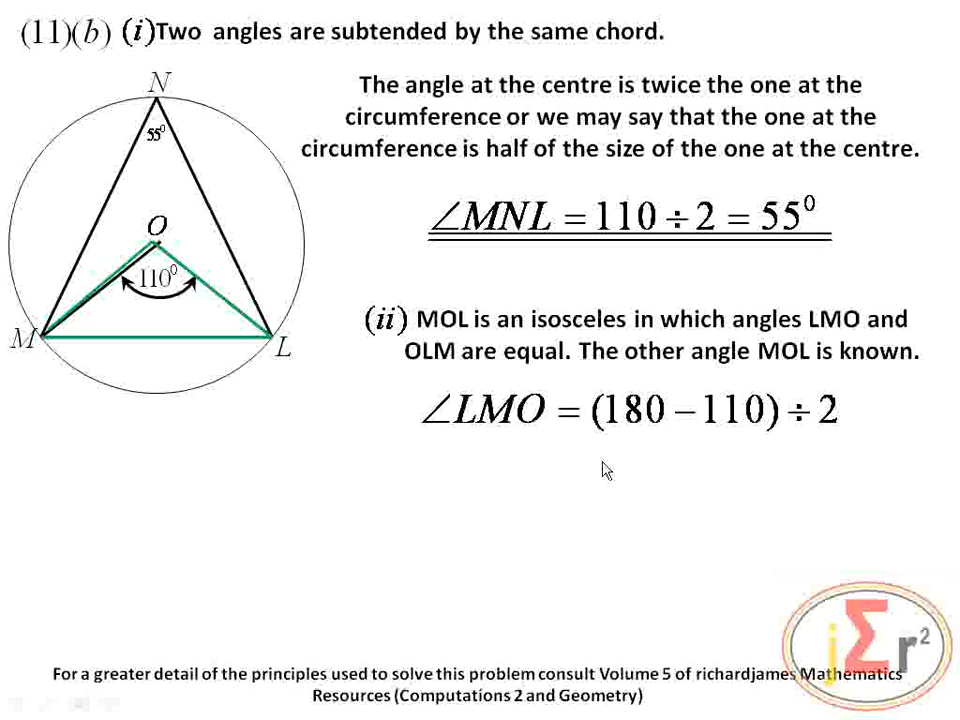 (11)(b) (i) Two angles are subtended by the same chord.
N
55⁰
O
110⁰
M
L
The angle at the centre is twice the one at the
circumference or we may say that the one at the
circumference is half of the size of the one at the centre.
∠MNL = 110 ÷ 2 = 55⁰
(ii) MOL is an isosceles in which angles LMO and
OLM are equal. The other angle MOL is known.
∠LMO = (180 − 110) ÷ 2
jΣr²
For a greater detail of the principles used to solve this problem consult Volume 5 of richardjames Mathematics
Resources (Computations 2 and Geometry)